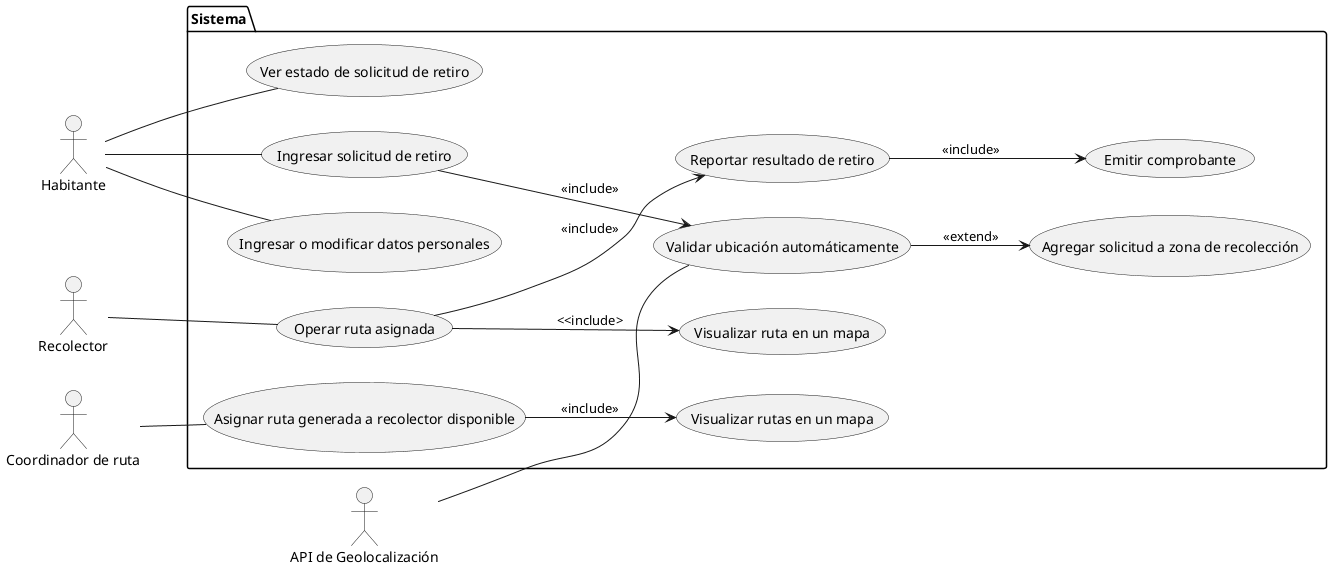 Sistema
Ver estado de solicitud de retiro
Habitante
Ingresar solicitud de retiro
Reportar resultado de retiro
«include»
Emitir comprobante
«include»
Ingresar o modificar datos personales
«include»
Validar ubicación automáticamente
«extend»
Agregar solicitud a zona de recolección
Recolector
Operar ruta asignada
<<include>
Visualizar ruta en un mapa
Coordinador de ruta
Asignar ruta generada a recolector disponible
«include»
Visualizar rutas en un mapa
API de Geolocalización